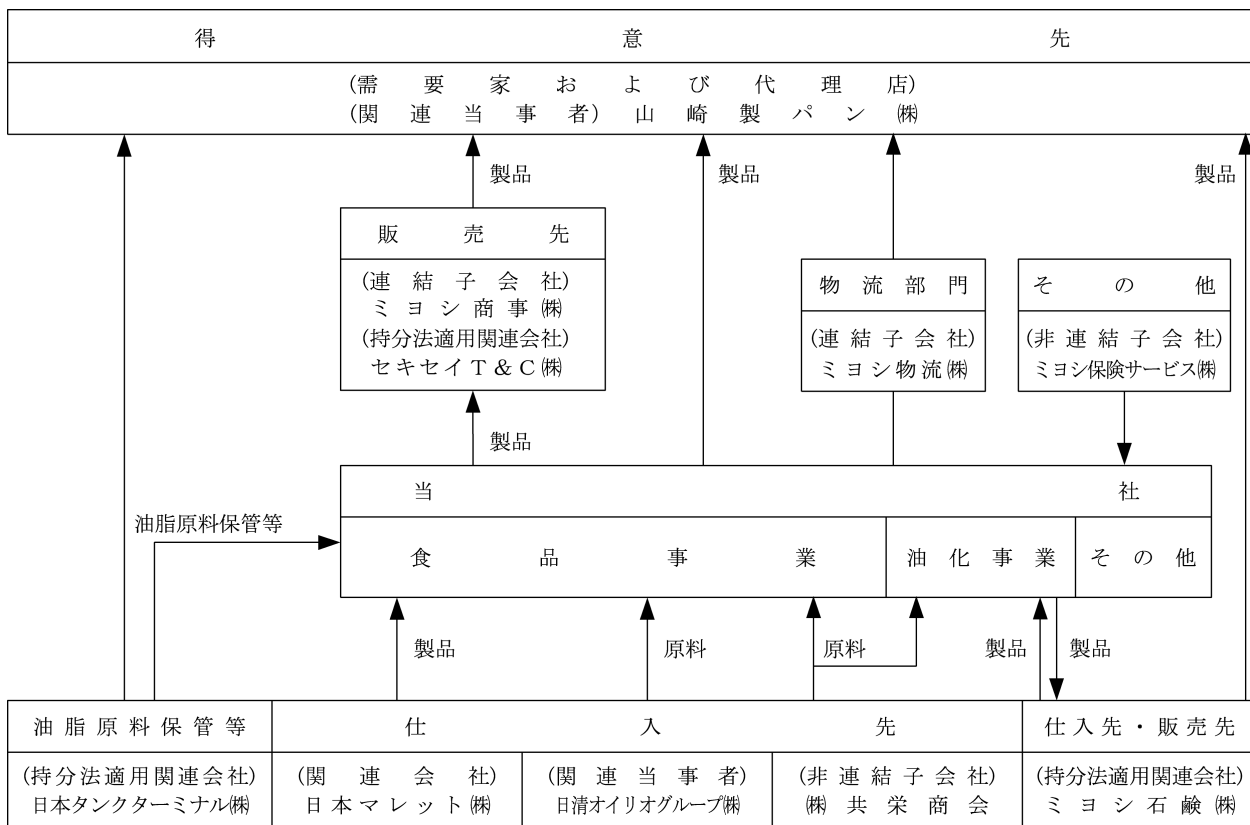 得意先
(需要家および代理店)
(関連当事者)山崎製パン㈱
製品
製品
製品
販売先
(連結子会社)
ミヨシ商事㈱
(持分法適用関連会社)
セキセイT&C㈱
物流部門
(連結子会社)
ミヨシ物流㈱
その他
(非連結子会社)
ミヨシ保険サービス㈱
製品
当社
油脂原料保管等
食品事業
油化事業
その他
製品
原料
原料
製品
製品
油脂原料保管等
仕入先
仕入先・販売先
(持分法適用関連会社)
日本タンクターミナル㈱
(関連会社)
日本マレット㈱
(関連当事者)
日清オイリオグループ㈱
(非連結子会社)
㈱共栄商会
(持分法適用関連会社)
ミヨシ石鹸㈱